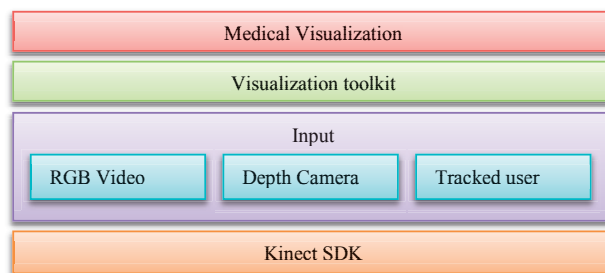 Medical Visualization
Visualization toolkit
Input
RGB Video
Depth Camera
Tracked user
Kinect SDK